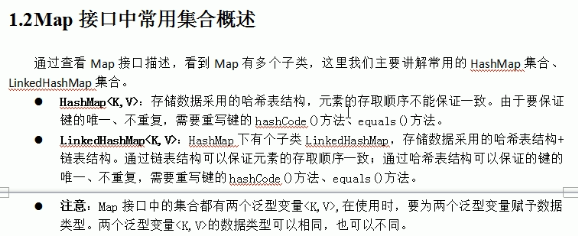 1.2Map 接口中常用集合概述
通过查看 Map 接口描述，看到 Map 有多个子类，这里我们主要讲解常用的 HashMap 集合、
LinkedHashMap 集合。
● HashMap<K,V>：存储数据采用的哈希表结构，元素的存取顺序不能保证一致。由于要保证
键的唯一、不重复，需要重写键的 hashCode()方法、equals()方法。
● LinkedHashMap<K,V>：HashMap 下有个子类 LinkedHashMap，存储数据采用的哈希表结构+
链表结构。通过链表结构可以保证元素的存取顺序一致；通过哈希表结构可以保证的键的
唯一、不重复，需要重写键的 hashCode()方法、equals()方法。
● 注意：Map 接口中的集合都有两个泛型变量<K,V>,在使用时，要为两个泛型变量赋予数据
类型。两个泛型变量<K,V>的数据类型可以相同，也可以不同。